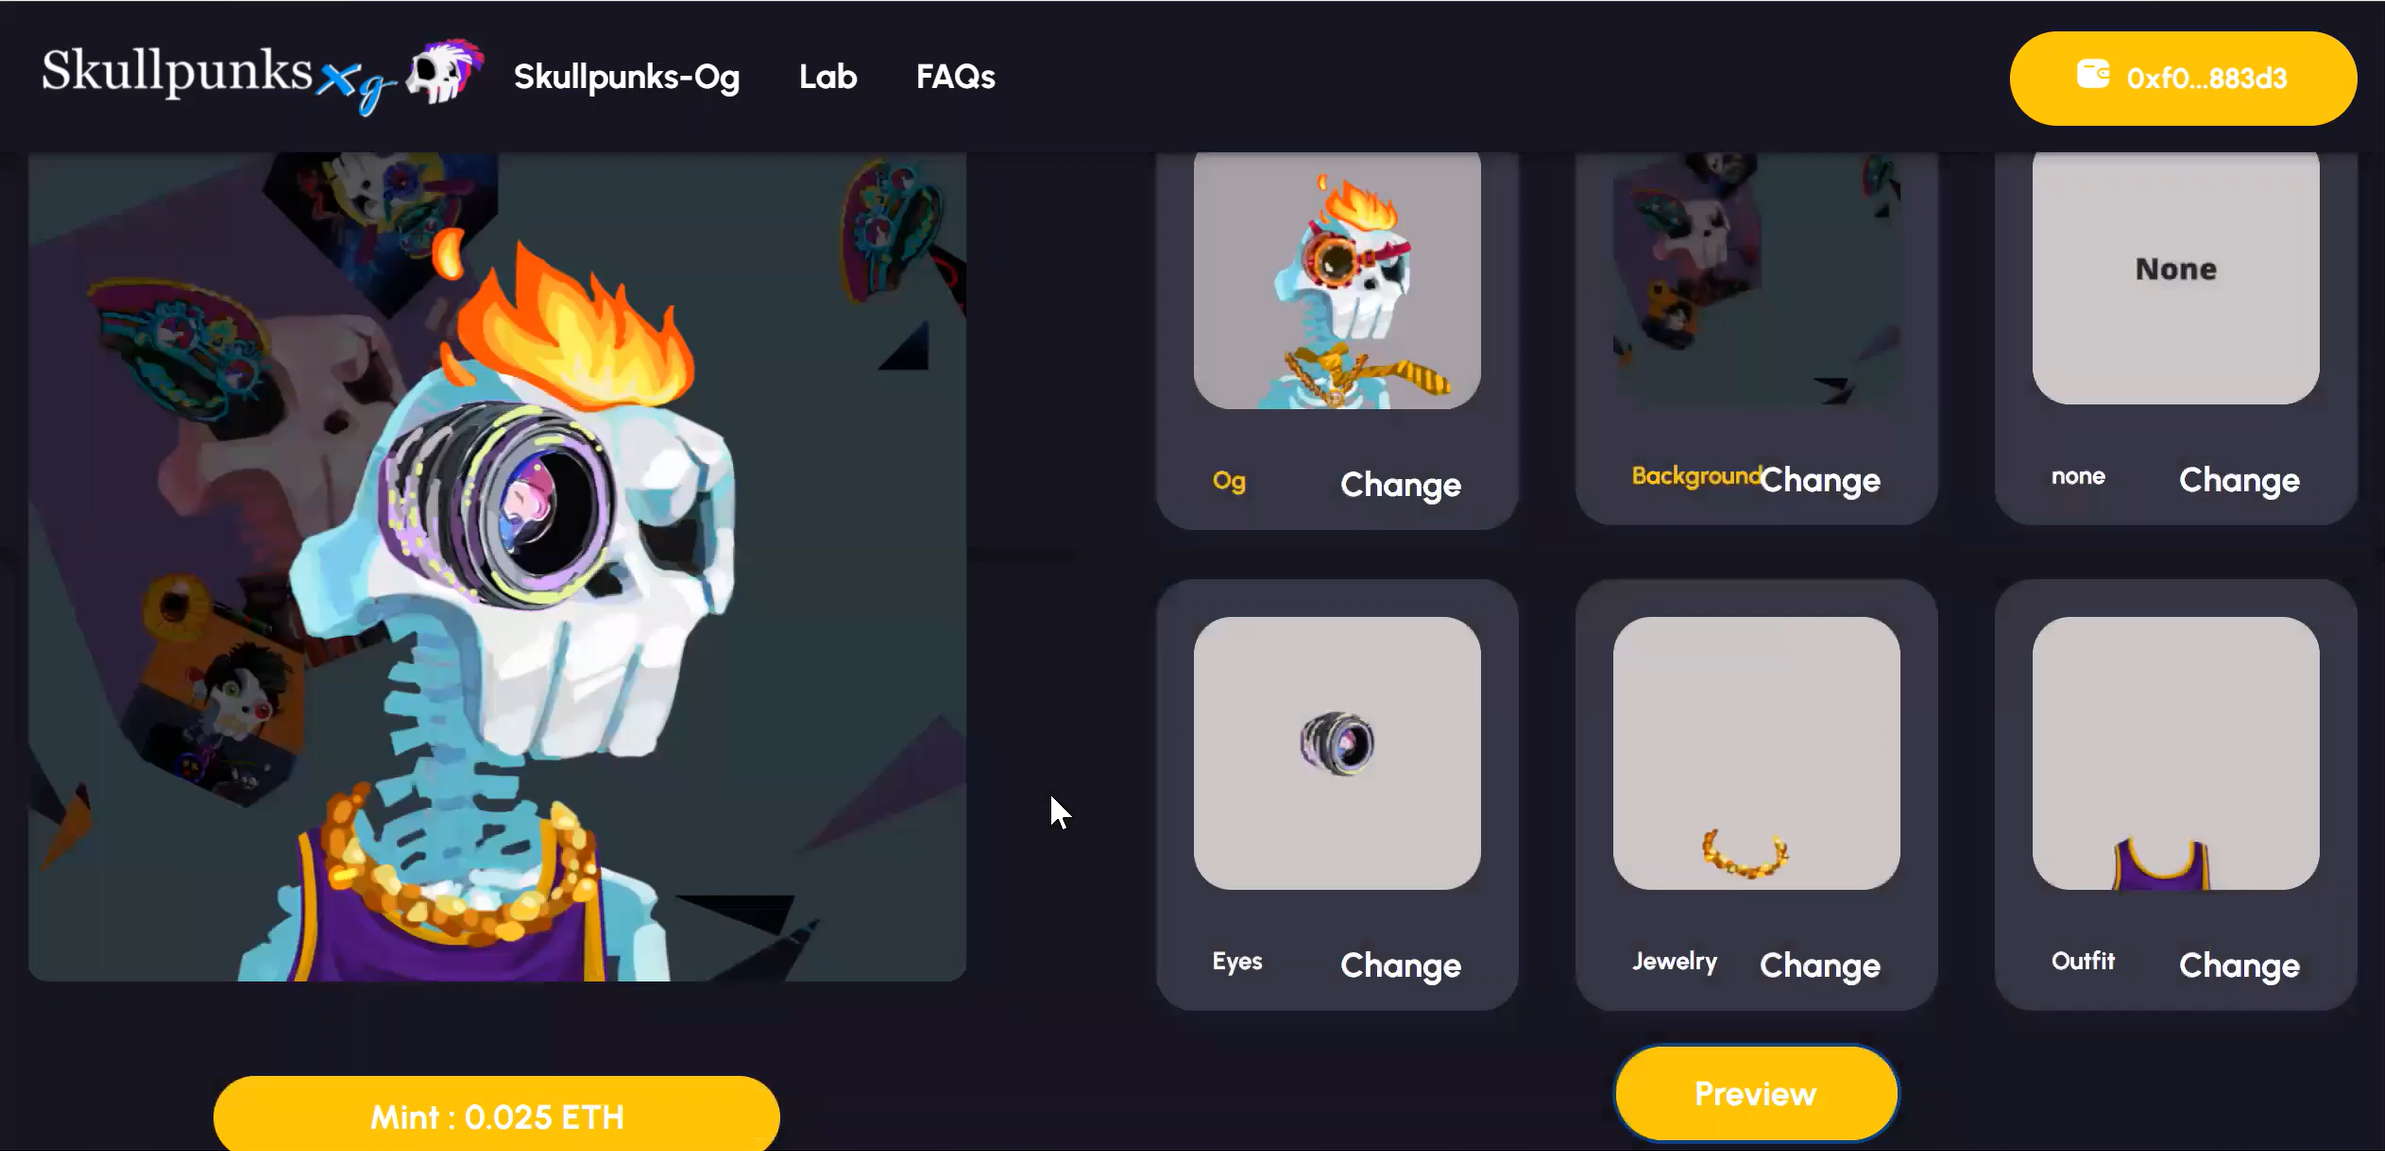 Skullpunks xg Skullpunks-Og Lab FAQs 0xf0...883d3
None
Og Change Background Change none Change
Eyes Change Jewelry Change Outfit Change
Preview
Mint : 0.025 ETH